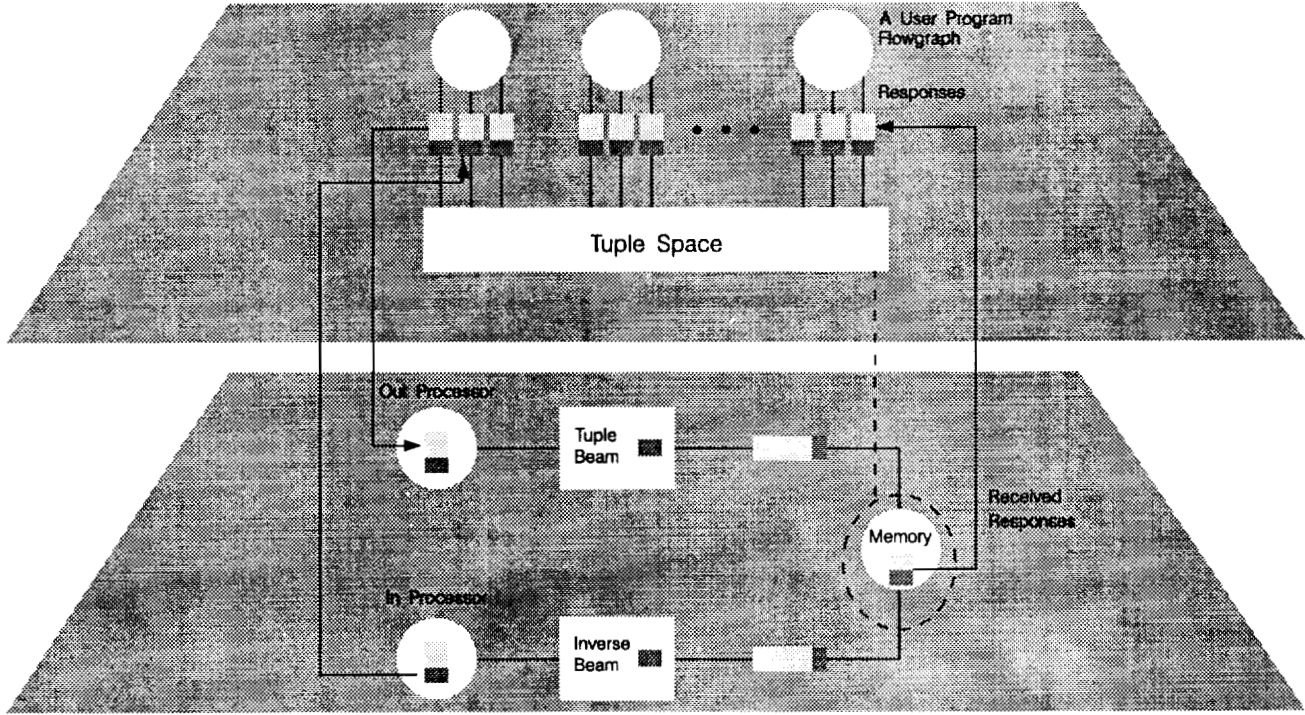 A User Program
Flowgraph
Responses
Tuple Space
Out Processor
Tuple
Beam
Received
Responses
Memory
In Processor
Inverse
Beam